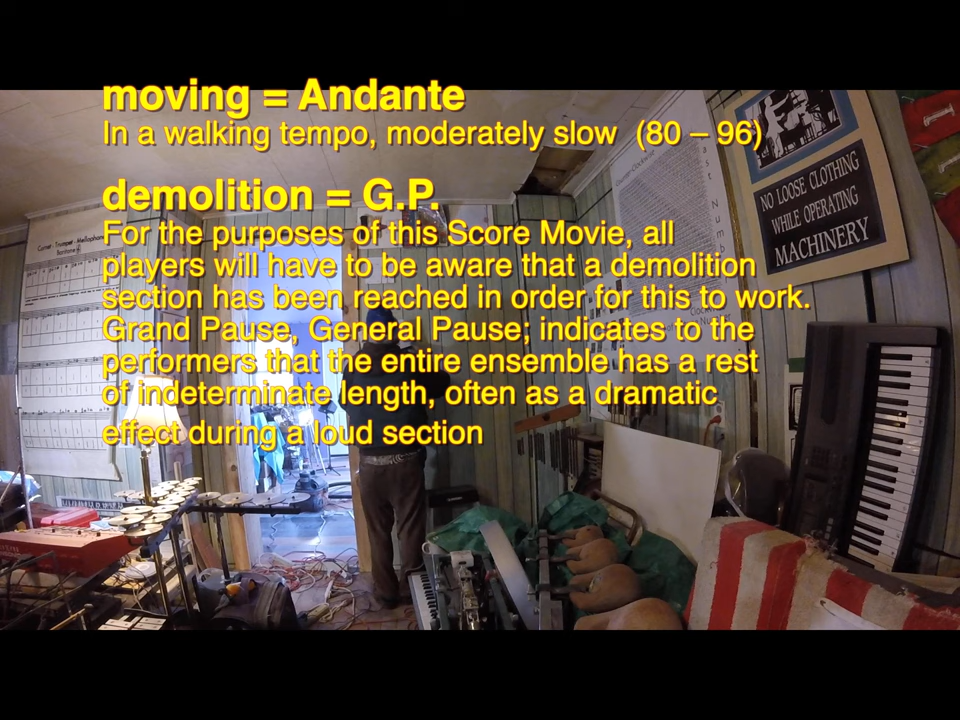 moving = Andante
In a walking tempo, moderately slow (80 – 96)
demolition = G.P.
For the purposes of this Score Movie, all
players will have to be aware that a demolition
section has been reached in order for this to work.
Grand Pause, General Pause; indicates to the
performers that the entire ensemble has a rest
of indeterminate length, often as a dramatic
effect during a loud section
NO LOOSE CLOTHING
WHILE OPERATING
MACHINERY